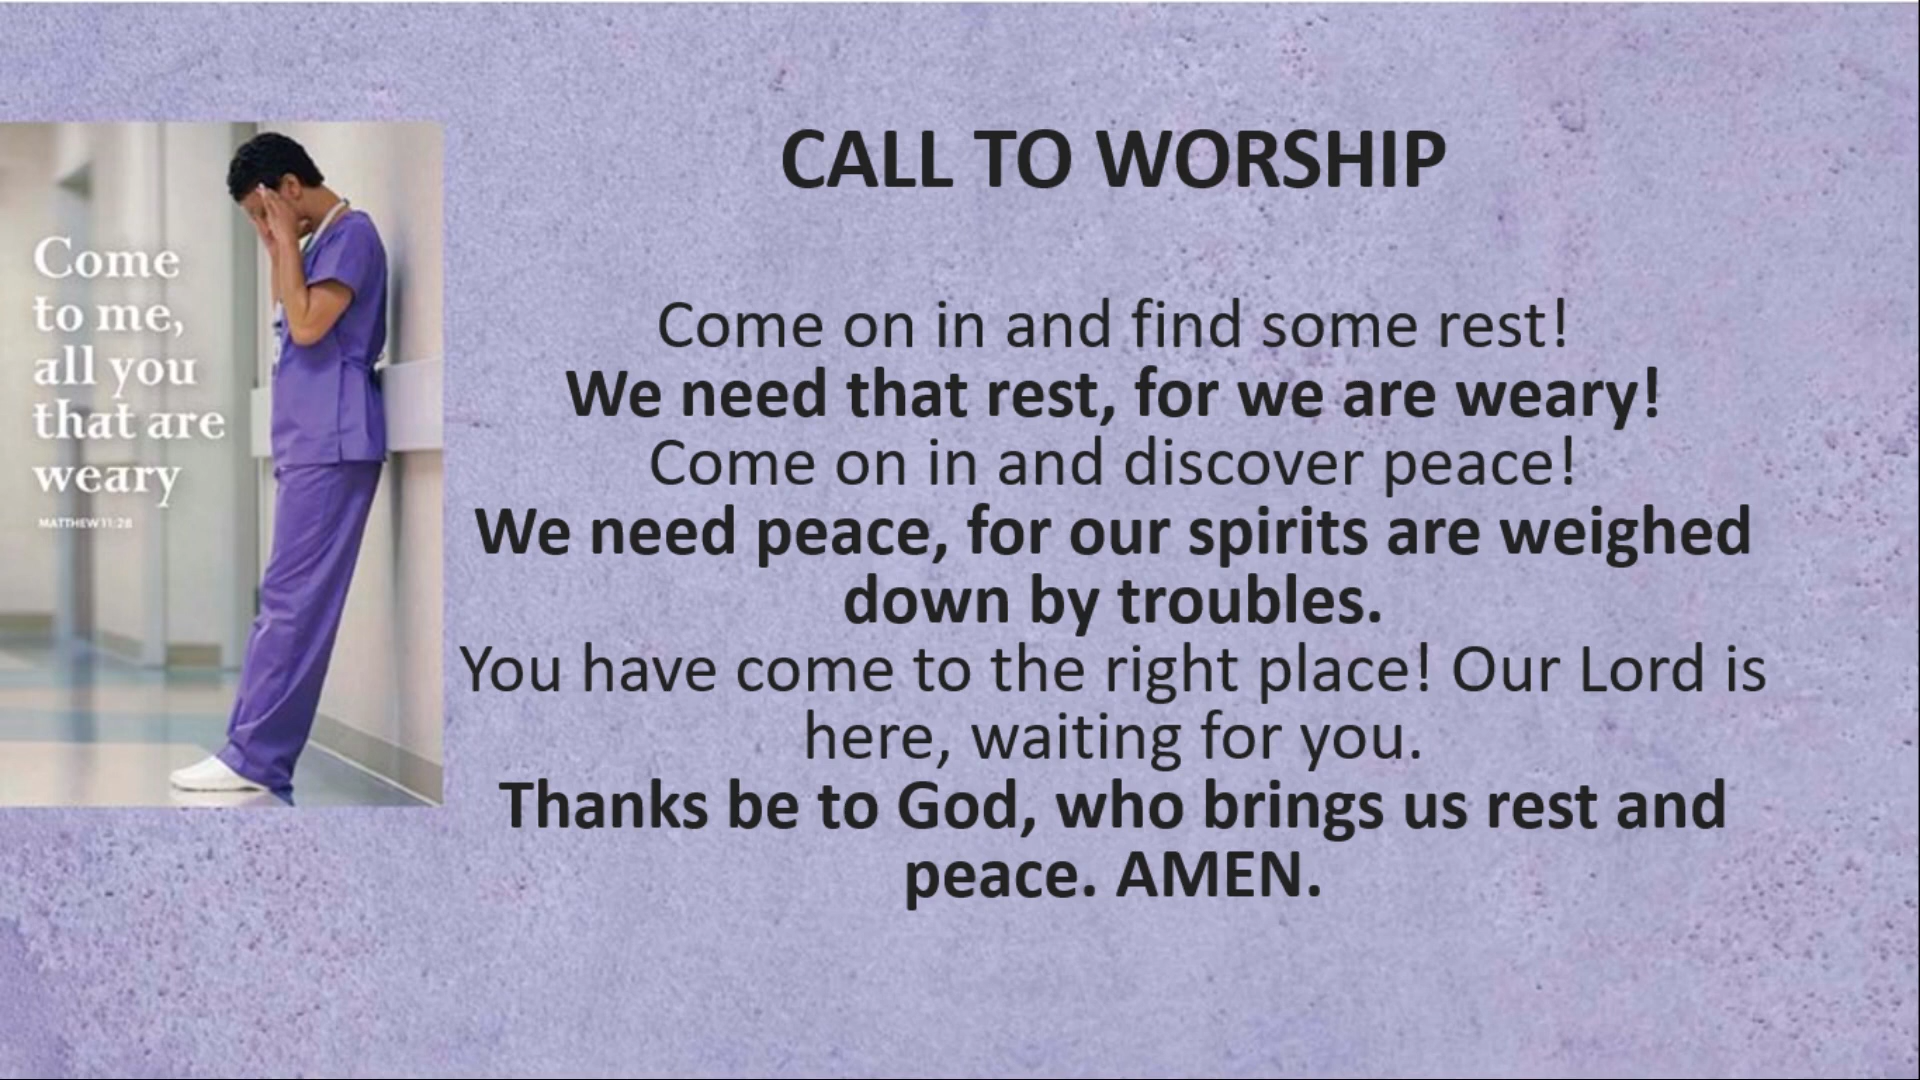 Come
to me,
all you
that are
weary
MATTHEW 11:28
CALL TO WORSHIP
Come on in and find some rest!
We need that rest, for we are weary!
Come on in and discover peace!
We need peace, for our spirits are weighed
down by troubles.
You have come to the right place! Our Lord is
here, waiting for you.
Thanks be to God, who brings us rest and
peace. AMEN.